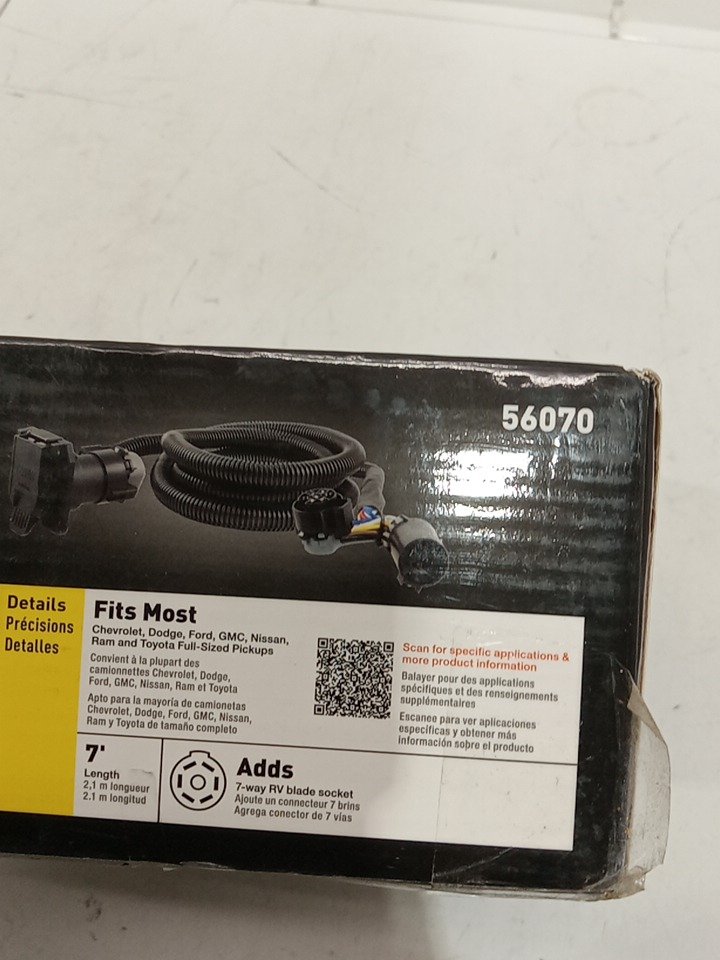 56070
Details
Précisions
Detalles
Fits Most
Chevrolet, Dodge, Ford, GMC, Nissan,
Ram and Toyota Full-Sized Pickups
Convient à la plupart des
camionnettes Chevrolet, Dodge,
Ford, GMC, Nissan, Ram et Toyota
Apto para la mayoría de camionetas
Chevrolet, Dodge, Ford, GMC, Nissan,
Ram y Toyota de tamaño completo
Scan for specific applications &
more product information
Balayer pour des applications
spécifiques et des renseignements
supplémentaires
Escanee para ver aplicaciones
específicas y obtener más
información sobre el producto
7'
Length
2,1 m longueur
2.1 m longitud
Adds
7-way RV blade socket
Ajoute un connecteur 7 brins
Agrega conector de 7 vías